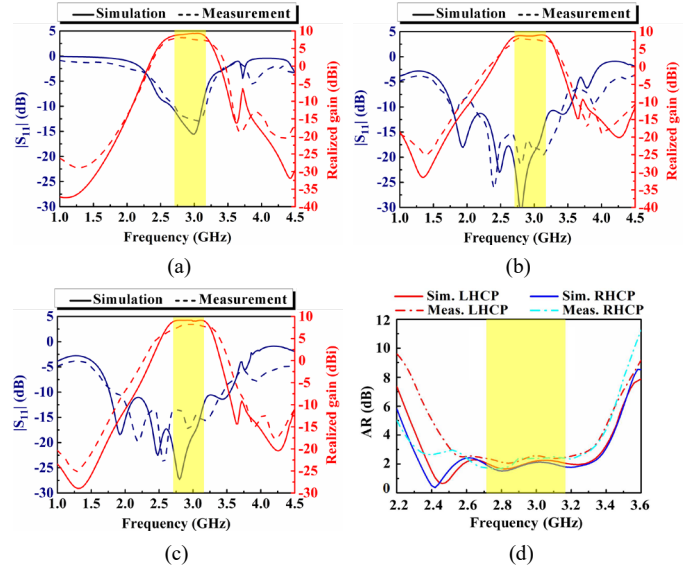 Simulation Measurement
|S11| (dB)
5
0
-5
-10
-15
-20
-25
-30
1.0 1.5 2.0 2.5 3.0 3.5 4.0 4.5
15
10
5
0
-5
-10
-15
-20
-25
-30
-35
-40
Realized gain (dBi)
Frequency (GHz)
(a)
Simulation Measurement
|S11| (dB)
5
0
-5
-10
-15
-20
-25
-30
1.0 1.5 2.0 2.5 3.0 3.5 4.0 4.5
15
10
5
0
-5
-10
-15
-20
-25
-30
-35
-40
Realized gain (dBi)
Frequency (GHz)
(b)
Simulation Measurement
|S11| (dB)
5
0
-5
-10
-15
-20
-25
-30
1.0 1.5 2.0 2.5 3.0 3.5 4.0 4.5
10
5
0
-5
-10
-15
-20
-25
-30
Realized gain (dBi)
Frequency (GHz)
(c)
Sim. LHCP Sim. RHCP
Meas. LHCP Meas. RHCP
AR (dB)
12
10
8
6
4
2
0
2.2 2.4 2.6 2.8 3.0 3.2 3.4 3.6
Frequency (GHz)
(d)